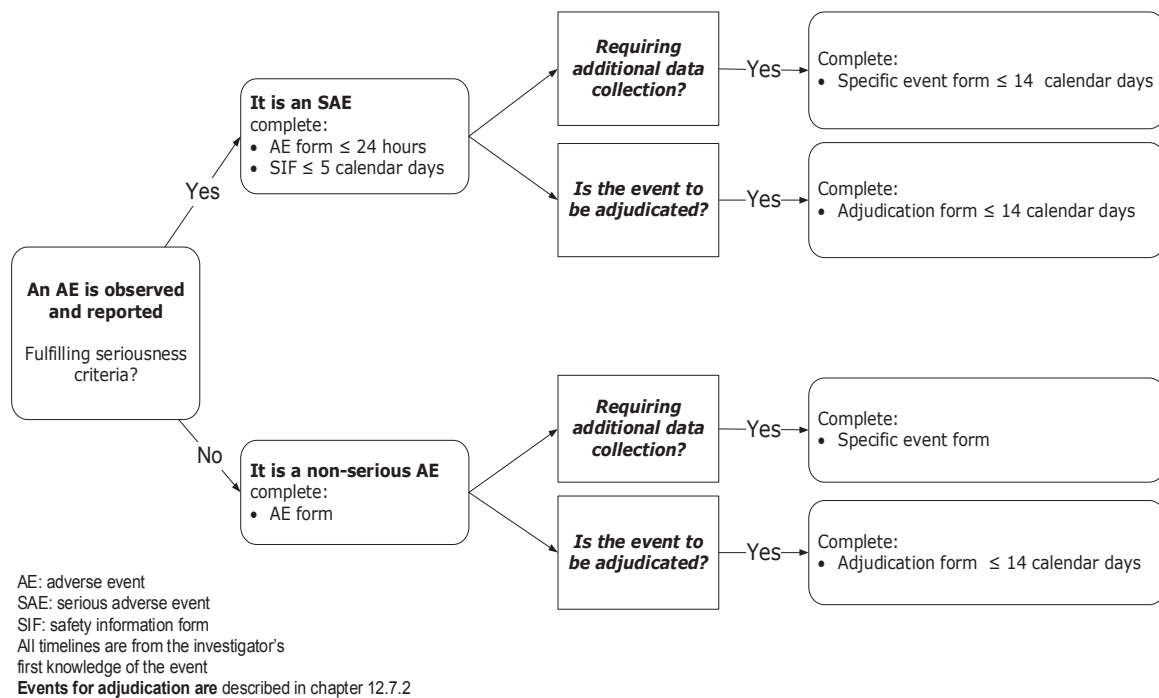 An AE is observed
and reported
Fulfilling seriousness
criteria?
Yes
It is an SAE
complete:
• AE form ≤ 24 hours
• SIF ≤ 5 calendar days
Requiring
additional data
collection?
Yes
Complete:
• Specific event form ≤ 14 calendar days
Is the event to
be adjudicated?
Yes
Complete:
• Adjudication form ≤ 14 calendar days
No
It is a non-serious AE
complete:
• AE form
Requiring
additional data
collection?
Yes
Complete:
• Specific event form
Is the event to
be adjudicated?
Yes
Complete:
• Adjudication form ≤ 14 calendar days
AE: adverse event
SAE: serious adverse event
SIF: safety information form
All timelines are from the investigator’s
first knowledge of the event
Events for adjudication are described in chapter 12.7.2